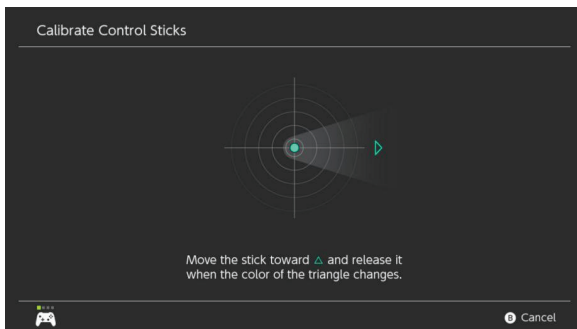 Calibrate Control Sticks
Move the stick toward △ and release it
when the color of the triangle changes.
B Cancel